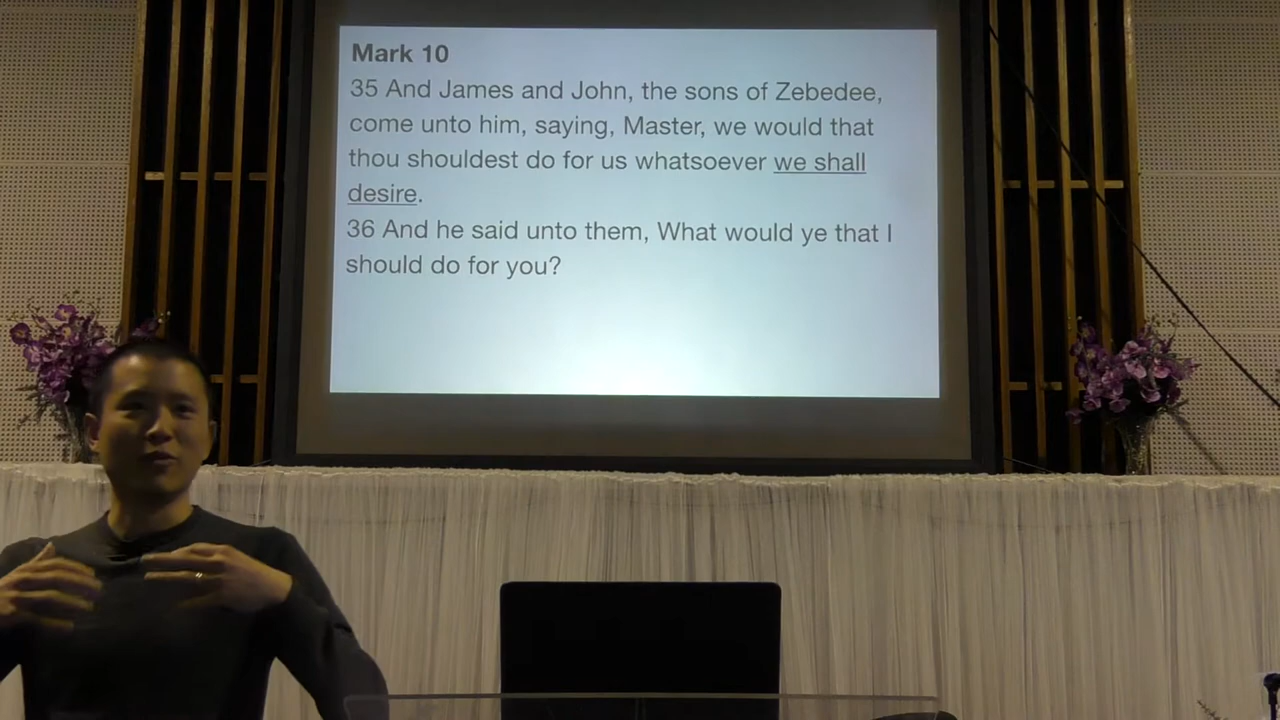 Mark 10
35 And James and John, the sons of Zebedee,
come unto him, saying, Master, we would that
thou shouldest do for us whatsoever we shall
desire.
36 And he said unto them, What would ye that I
should do for you?